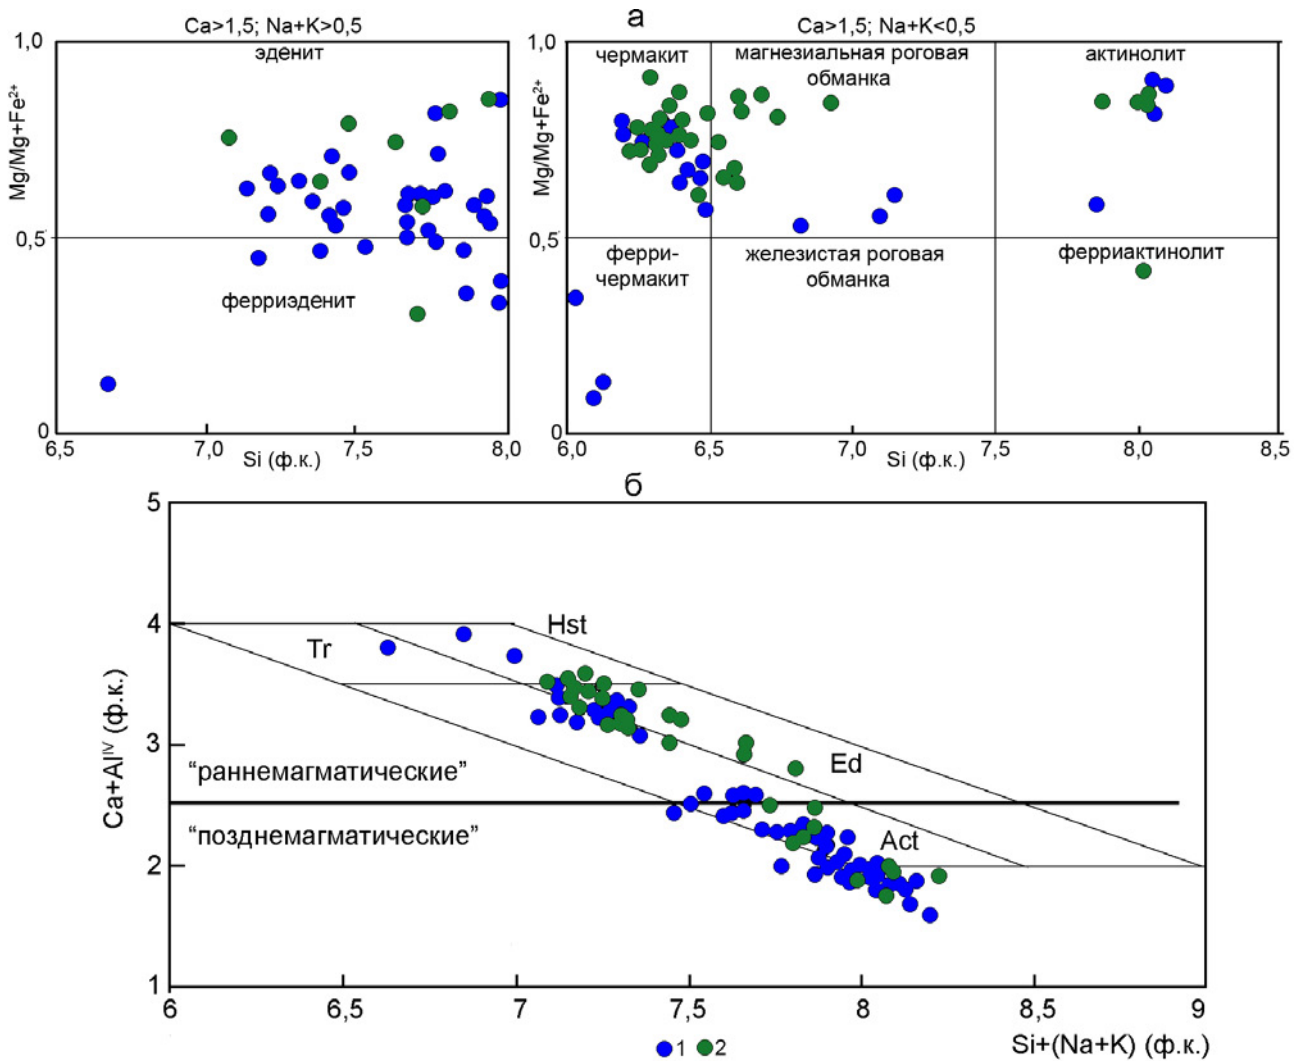 а
Ca>1,5; Na+K>0,5
1,0
эденит
Mg/Mg+Fe²⁺
0,5
ферриэденит
0
6,5 7,0 7,5 8,0
Si (ф.к.)
Ca>1,5; Na+K<0,5
1,0
чермакит
магнезиальная роговая
обманка
актинолит
Mg/Mg+Fe²⁺
0,5
ферри-
чермакит
железистая роговая
обманка
ферриактинолит
0
6,0 6,5 7,0 7,5 8,0 8,5
Si (ф.к.)
б
5
4
3
2
1
Ca+Alᴵⱽ (ф.к.)
Hst
Tr
Ed
“раннемагматические”
“позднемагматические”
Act
6 6,5 7 7,5 8 8,5 9
Si+(Na+K) (ф.к.)
1 2